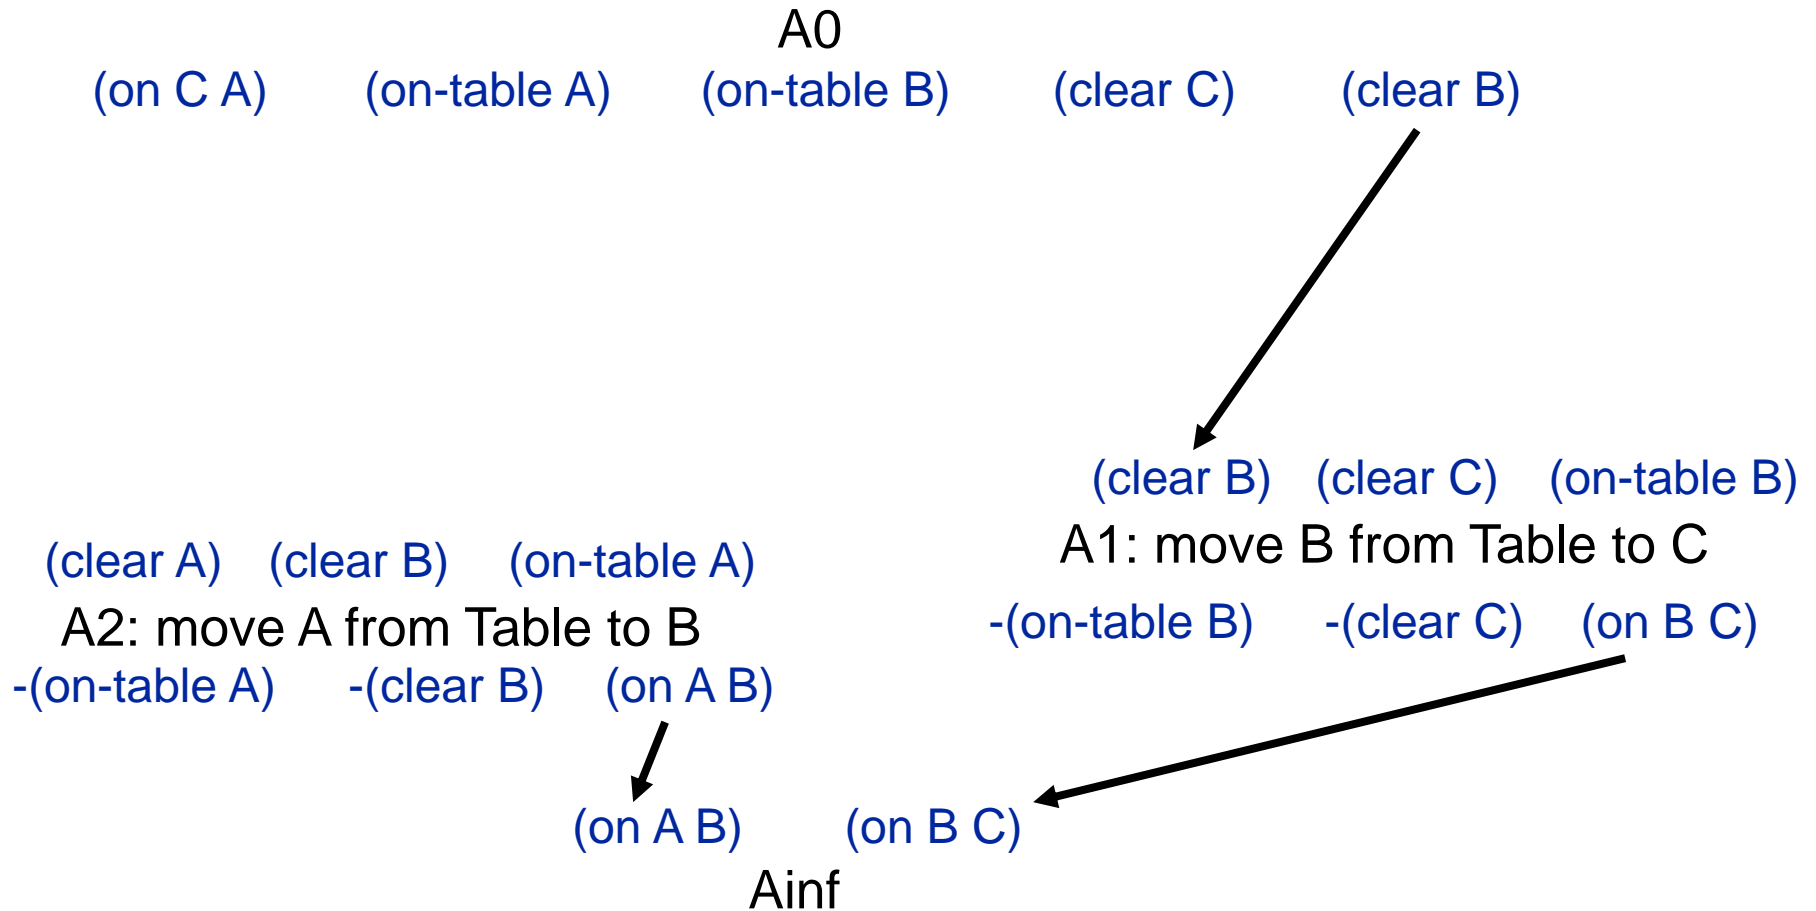 A0
(on C A) (on-table A) (on-table B) (clear C) (clear B)
(clear B) (clear C) (on-table B)
A1: move B from Table to C
-(on-table B) -(clear C) (on B C)
(clear A) (clear B) (on-table A)
A2: move A from Table to B
-(on-table A) -(clear B) (on A B)
(on A B) (on B C)
Ainf